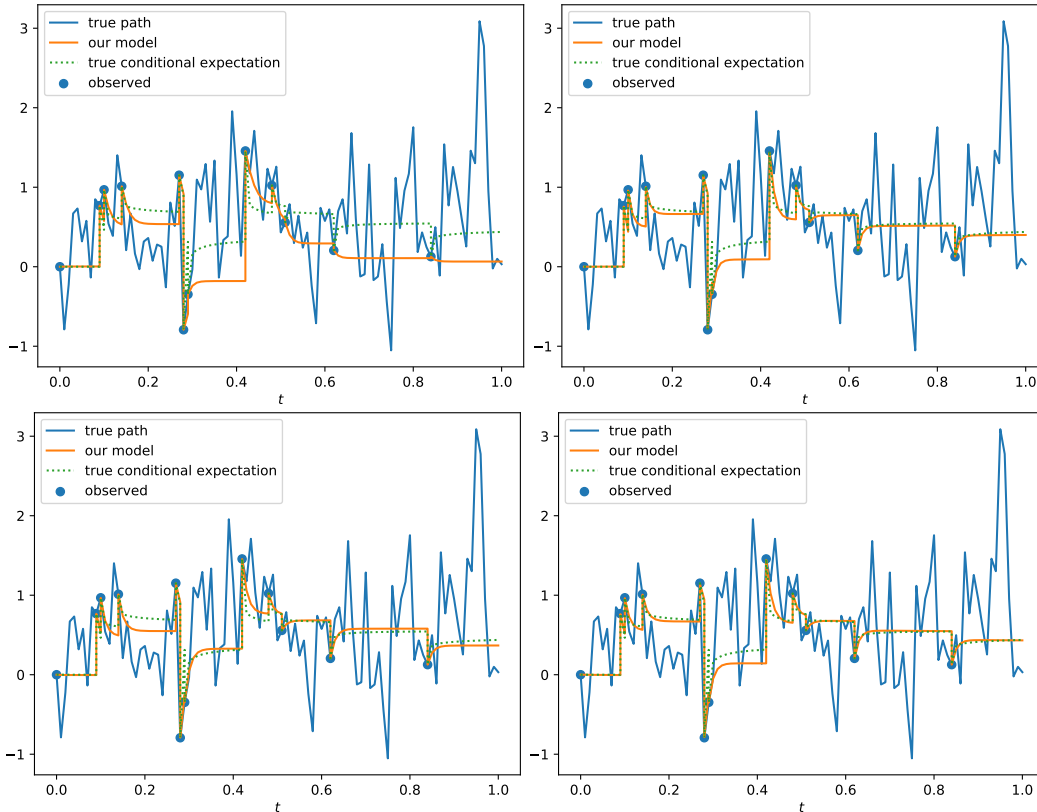 true path
our model
true conditional expectation
observed
3
2
1
0
−1
0.0 0.2 0.4 0.6 0.8 1.0
t
true path
our model
true conditional expectation
observed
3
2
1
0
−1
0.0 0.2 0.4 0.6 0.8 1.0
t
true path
our model
true conditional expectation
observed
3
2
1
0
−1
0.0 0.2 0.4 0.6 0.8 1.0
t
true path
our model
true conditional expectation
observed
3
2
1
0
−1
0.0 0.2 0.4 0.6 0.8 1.0
t